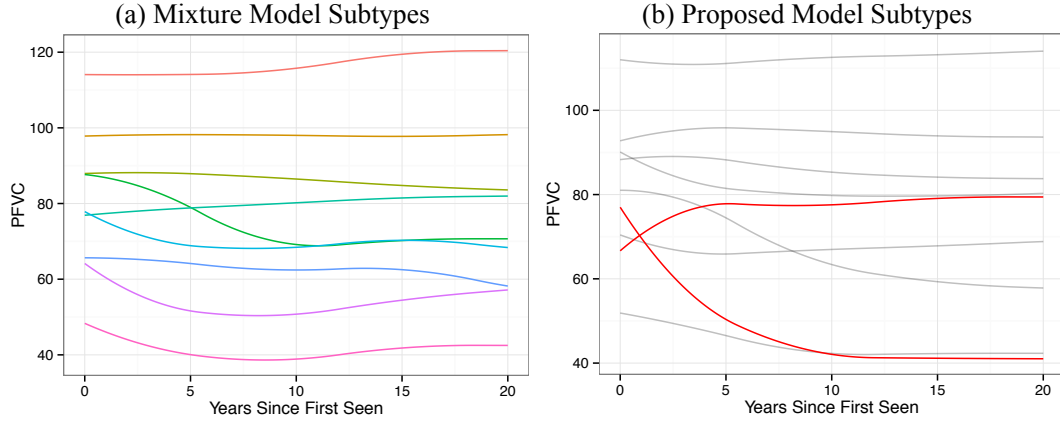 (a) Mixture Model Subtypes
120
100
80
60
40
PFVC
0 5 10 15 20
Years Since First Seen
(b) Proposed Model Subtypes
100
80
60
40
PFVC
0 5 10 15 20
Years Since First Seen